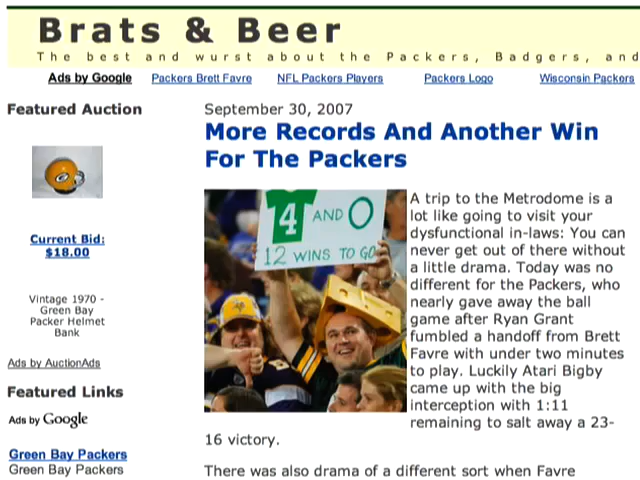 Brats & Beer
The best and wurst about the Packers, Badgers, and
Ads by Google Packers Brett Favre NFL Packers Players Packers Logo Wisconsin Packers
Featured Auction
Current Bid:
$18.00
Vintage 1970 -
Green Bay
Packer Helmet
Bank
Ads by AuctionAds
Featured Links
Ads by Google
Green Bay Packers
Green Bay Packers
September 30, 2007
More Records And Another Win
For The Packers
4 AND 0
12 WINS TO GO
A trip to the Metrodome is a
lot like going to visit your
dysfunctional in-laws: You can
never get out of there without
a little drama. Today was no
different for the Packers, who
nearly gave away the ball
game after Ryan Grant
fumbled a handoff from Brett
Favre with under two minutes
to play. Luckily Atari Bigby
came up with the big
interception with 1:11
remaining to salt away a 23-
16 victory.
There was also drama of a different sort when Favre